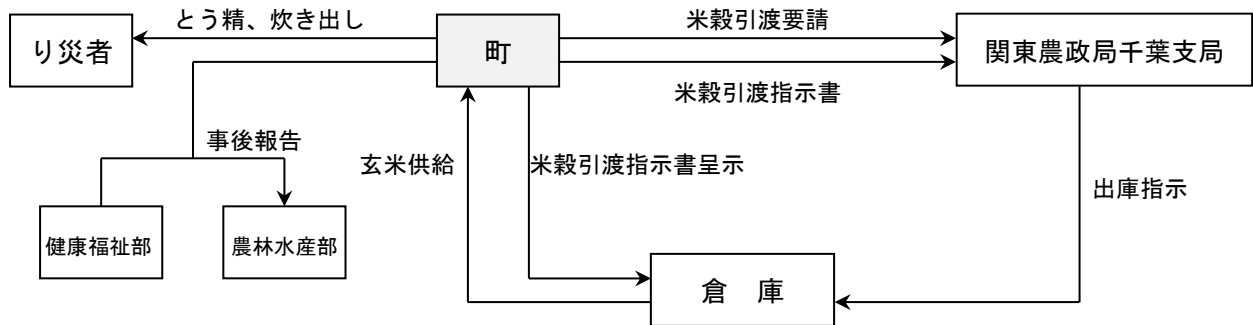 とう精、炊き出し
米穀引渡要請
り災者
町
関東農政局千葉支局
米穀引渡指示書
事後報告
玄米供給
米穀引渡指示書呈示
出庫指示
健康福祉部
農林水産部
倉　庫